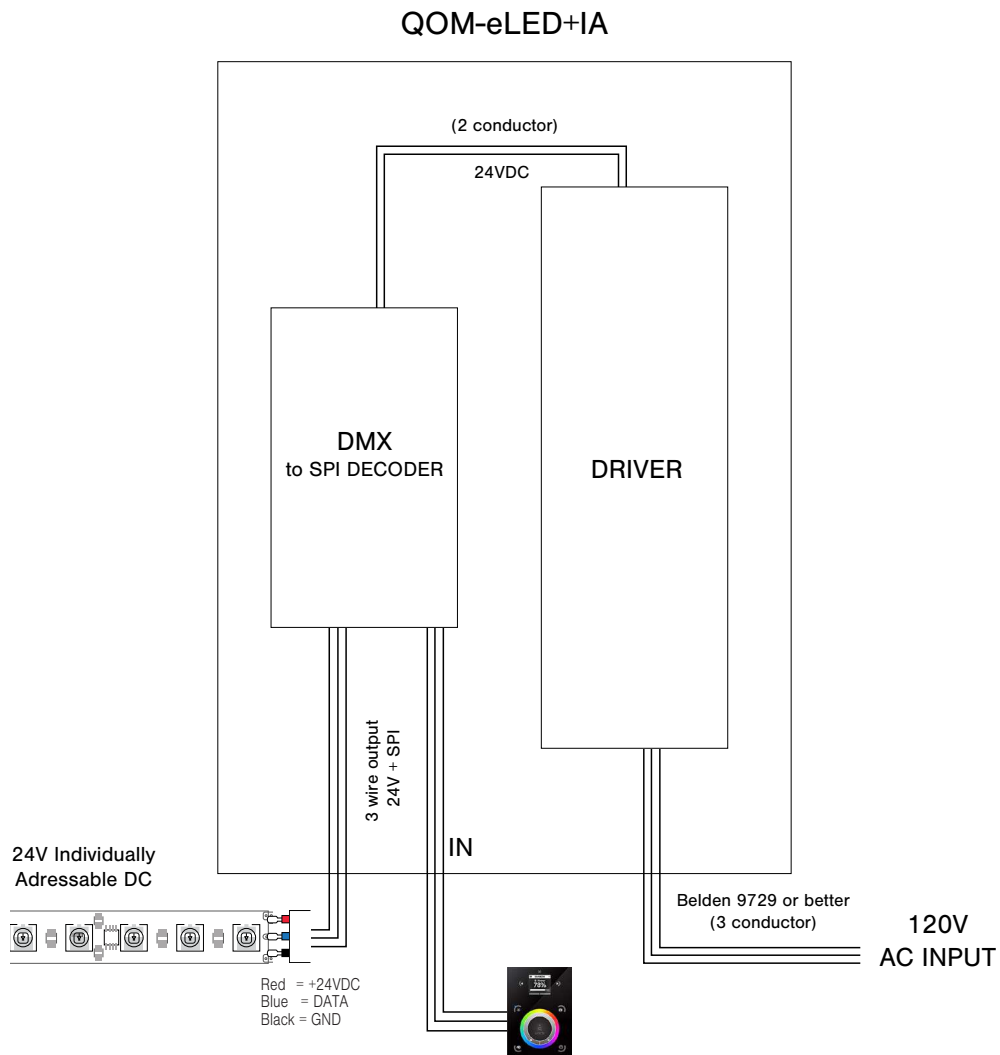 QOM-eLED+IA
(2 conductor)
24VDC
DMX
to SPI DECODER
DRIVER
3 wire output
24V + SPI
IN
24V Individually
Adressable DC
Belden 9729 or better
(3 conductor)
120V
AC INPUT
Red = +24VDC
Blue = DATA
Black = GND
78%